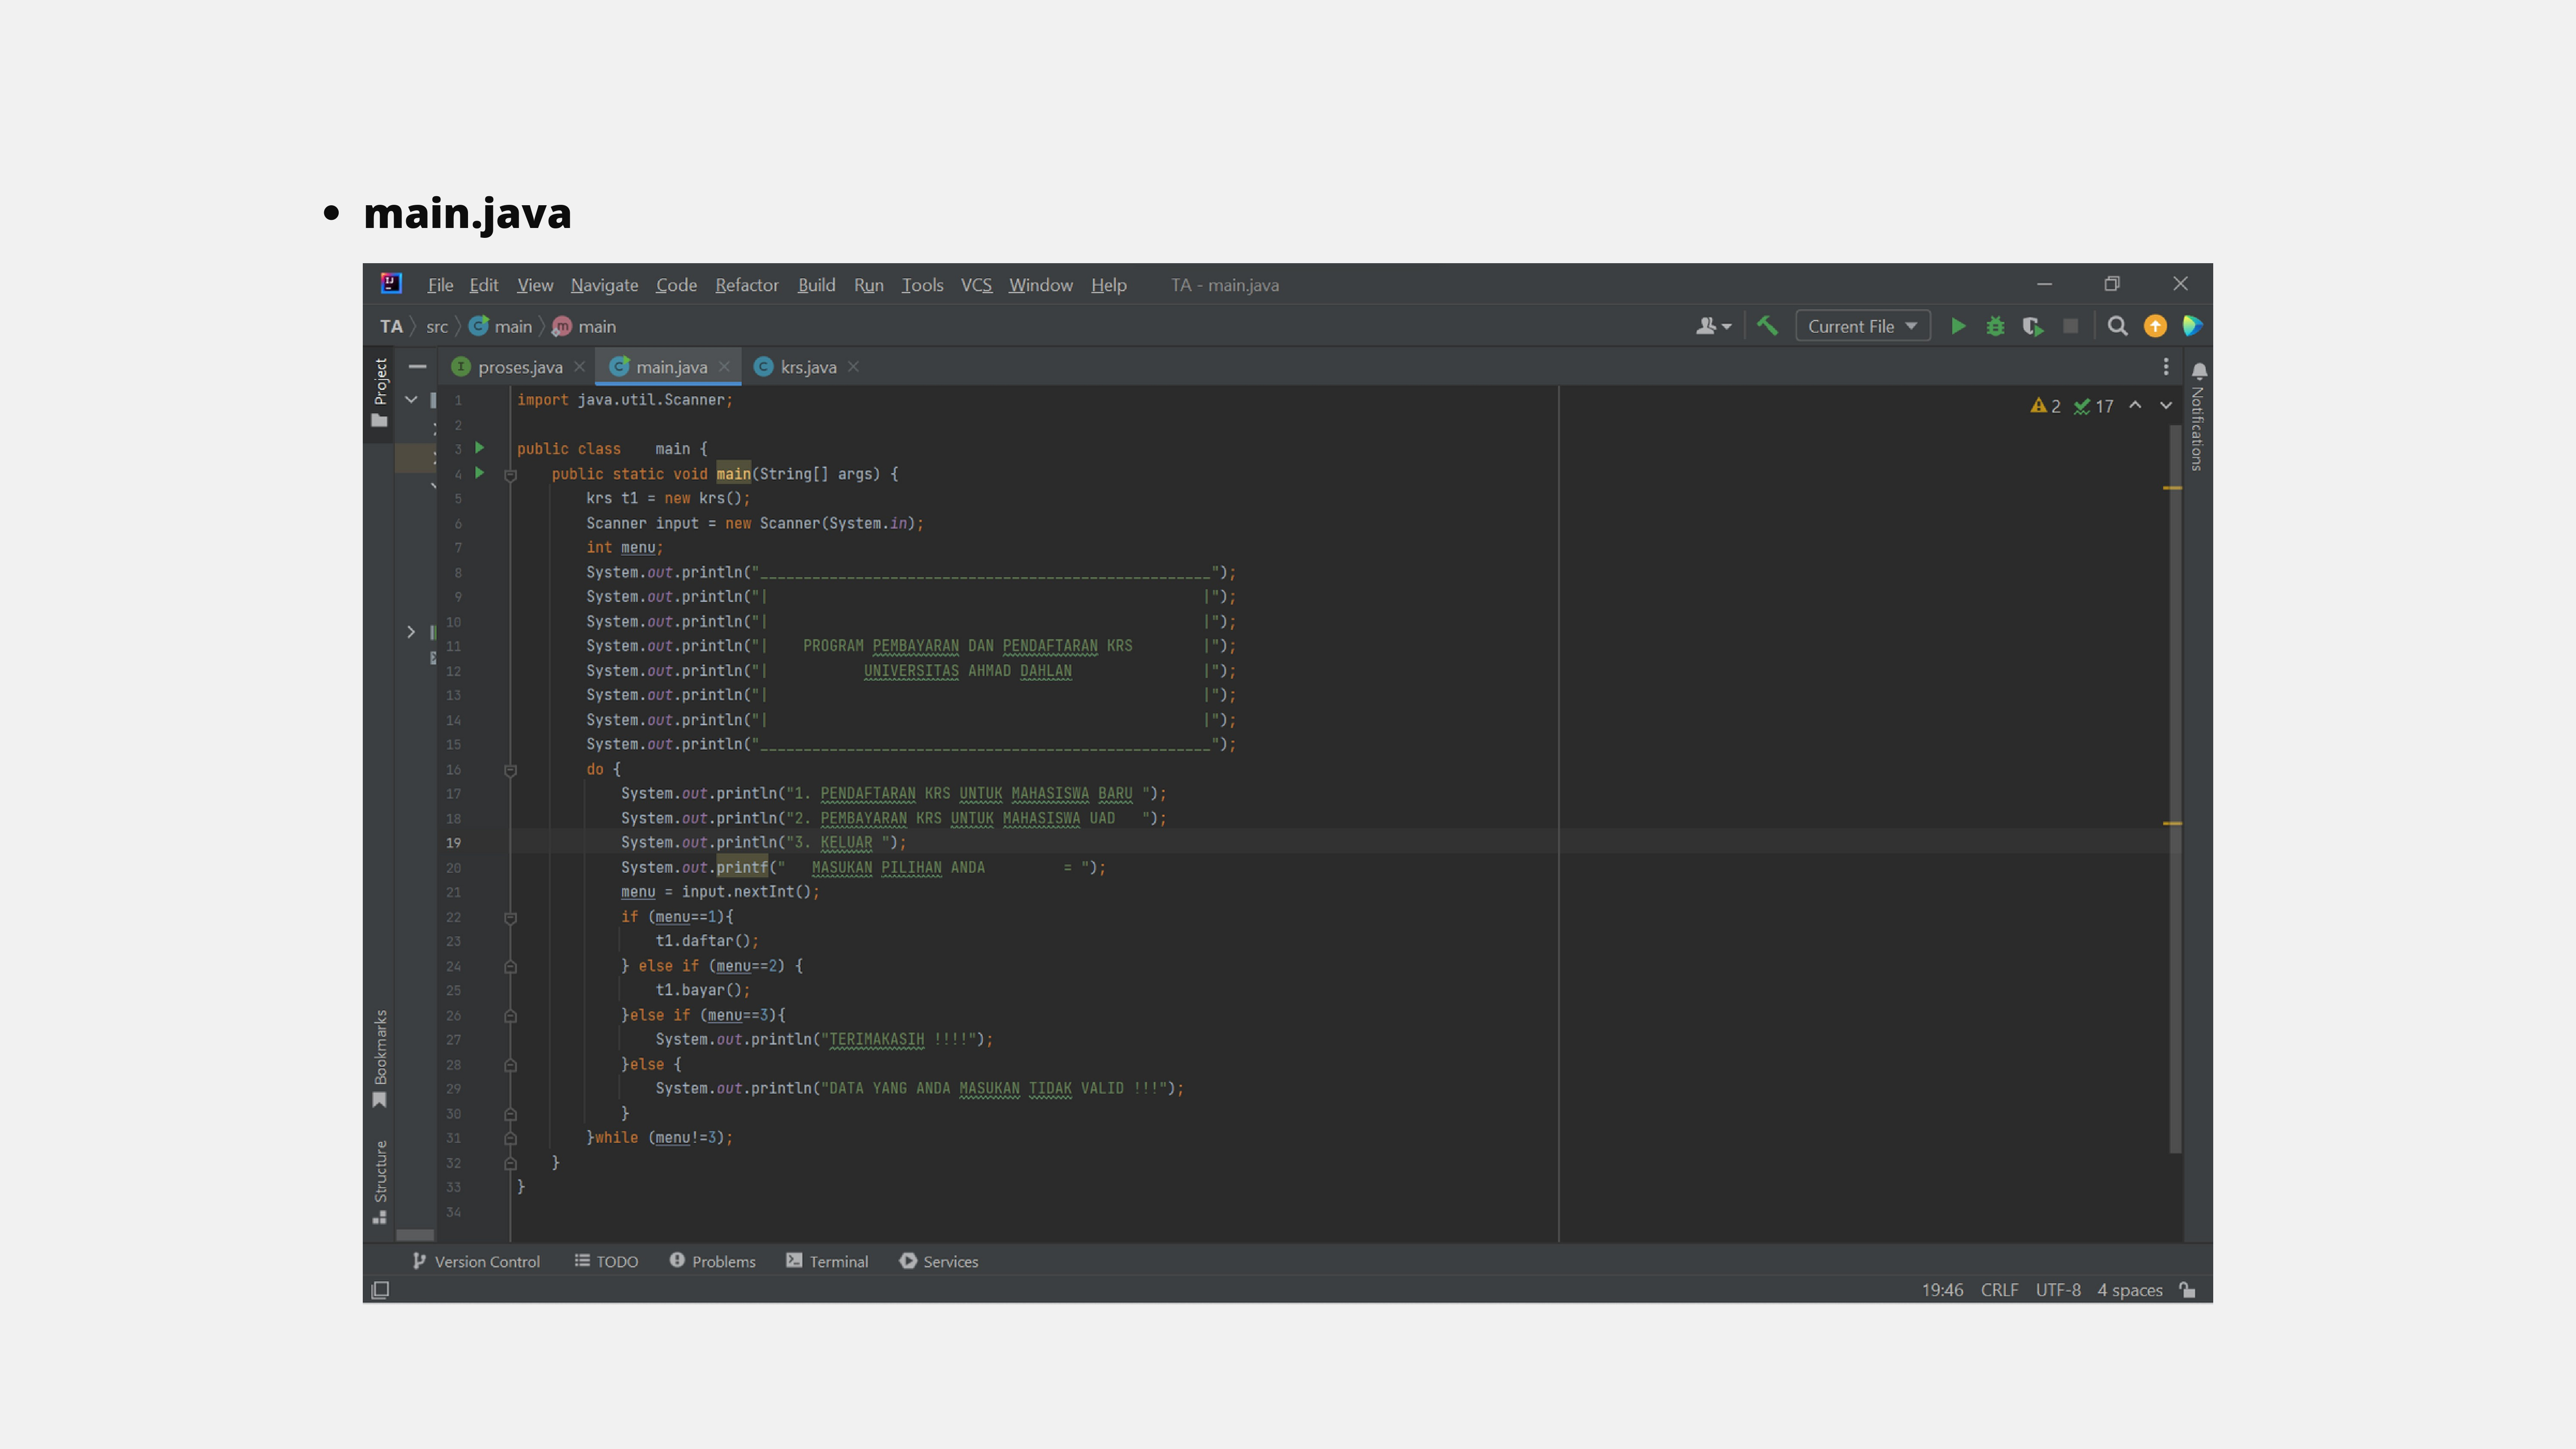 • main.java
File Edit View Navigate Code Refactor Build Run Tools VCS Window Help TA - main.java
TA src main main Current File
Project proses.java main.java krs.java
2 17
Notifications
1 import java.util.Scanner;
2
3 public class    main {
4     public static void main(String[] args) {
5         krs t1 = new krs();
6         Scanner input = new Scanner(System.in);
7         int menu;
8         System.out.println("____________________________________________________");
9         System.out.println("|                                                   |");
10         System.out.println("|                                                   |");
11         System.out.println("|    PROGRAM PEMBAYARAN DAN PENDAFTARAN KRS        |");
12         System.out.println("|           UNIVERSITAS AHMAD DAHLAN               |");
13         System.out.println("|                                                   |");
14         System.out.println("|                                                   |");
15         System.out.println("____________________________________________________");
16         do {
17             System.out.println("1. PENDAFTARAN KRS UNTUK MAHASISWA BARU ");
18             System.out.println("2. PEMBAYARAN KRS UNTUK MAHASISWA UAD   ");
19             System.out.println("3. KELUAR ");
20             System.out.printf("   MASUKAN PILIHAN ANDA         = ");
21             menu = input.nextInt();
22             if (menu==1){
23                 t1.daftar();
24             } else if (menu==2) {
25                 t1.bayar();
26             }else if (menu==3){
27                 System.out.println("TERIMAKASIH !!!!");
28             }else {
29                 System.out.println("DATA YANG ANDA MASUKAN TIDAK VALID !!!");
30             }
31         }while (menu!=3);
32     }
33 }
34
Bookmarks
Structure
Version Control TODO Problems Terminal Services
19:46 CRLF UTF-8 4 spaces